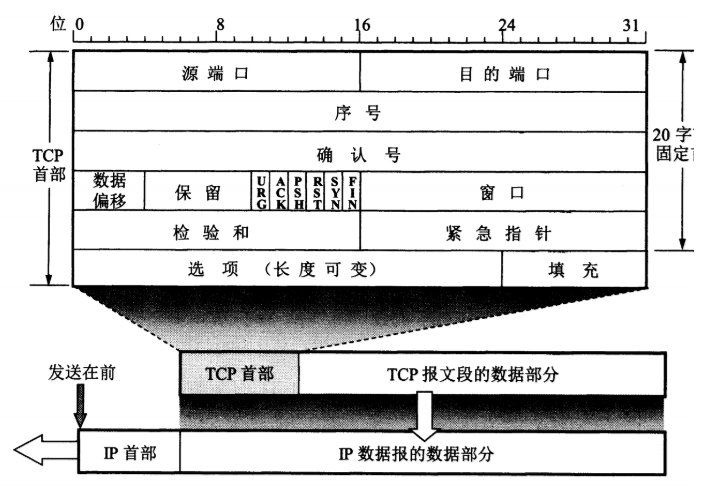 位 0 8 16 24 31
源端口 目的端口
序号
TCP 首部
确认号
20 字
固定
数据偏移 保留 URG ACK PSH RST SYN FIN 窗口
检验和 紧急指针
选项 (长度可变) 填充
发送在前
TCP 首部 TCP 报文段的数据部分
IP 首部 IP 数据报的数据部分